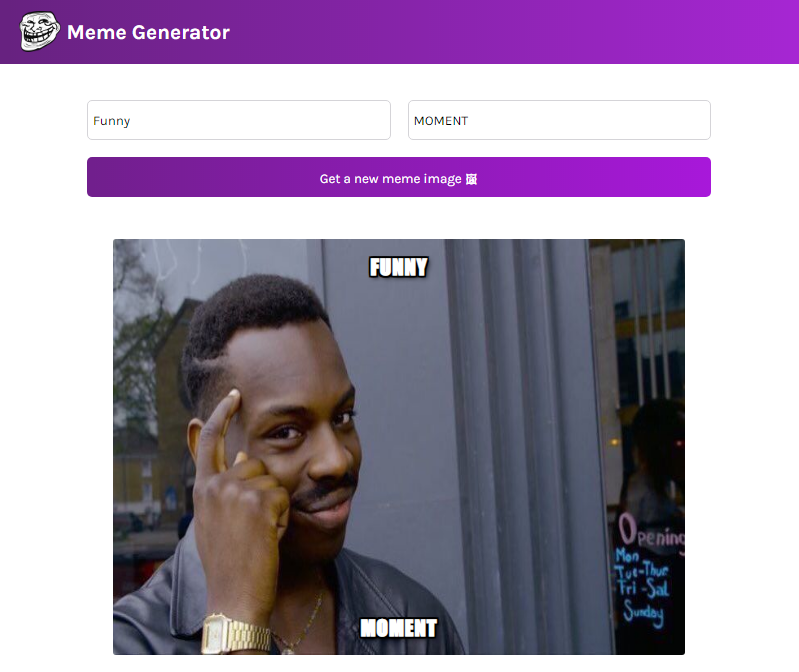 Meme Generator
Funny
MOMENT
Get a new meme image 🖼
FUNNY
Opening
Mon
Tue-Thur
Fri-Sat
Sunday
MOMENT